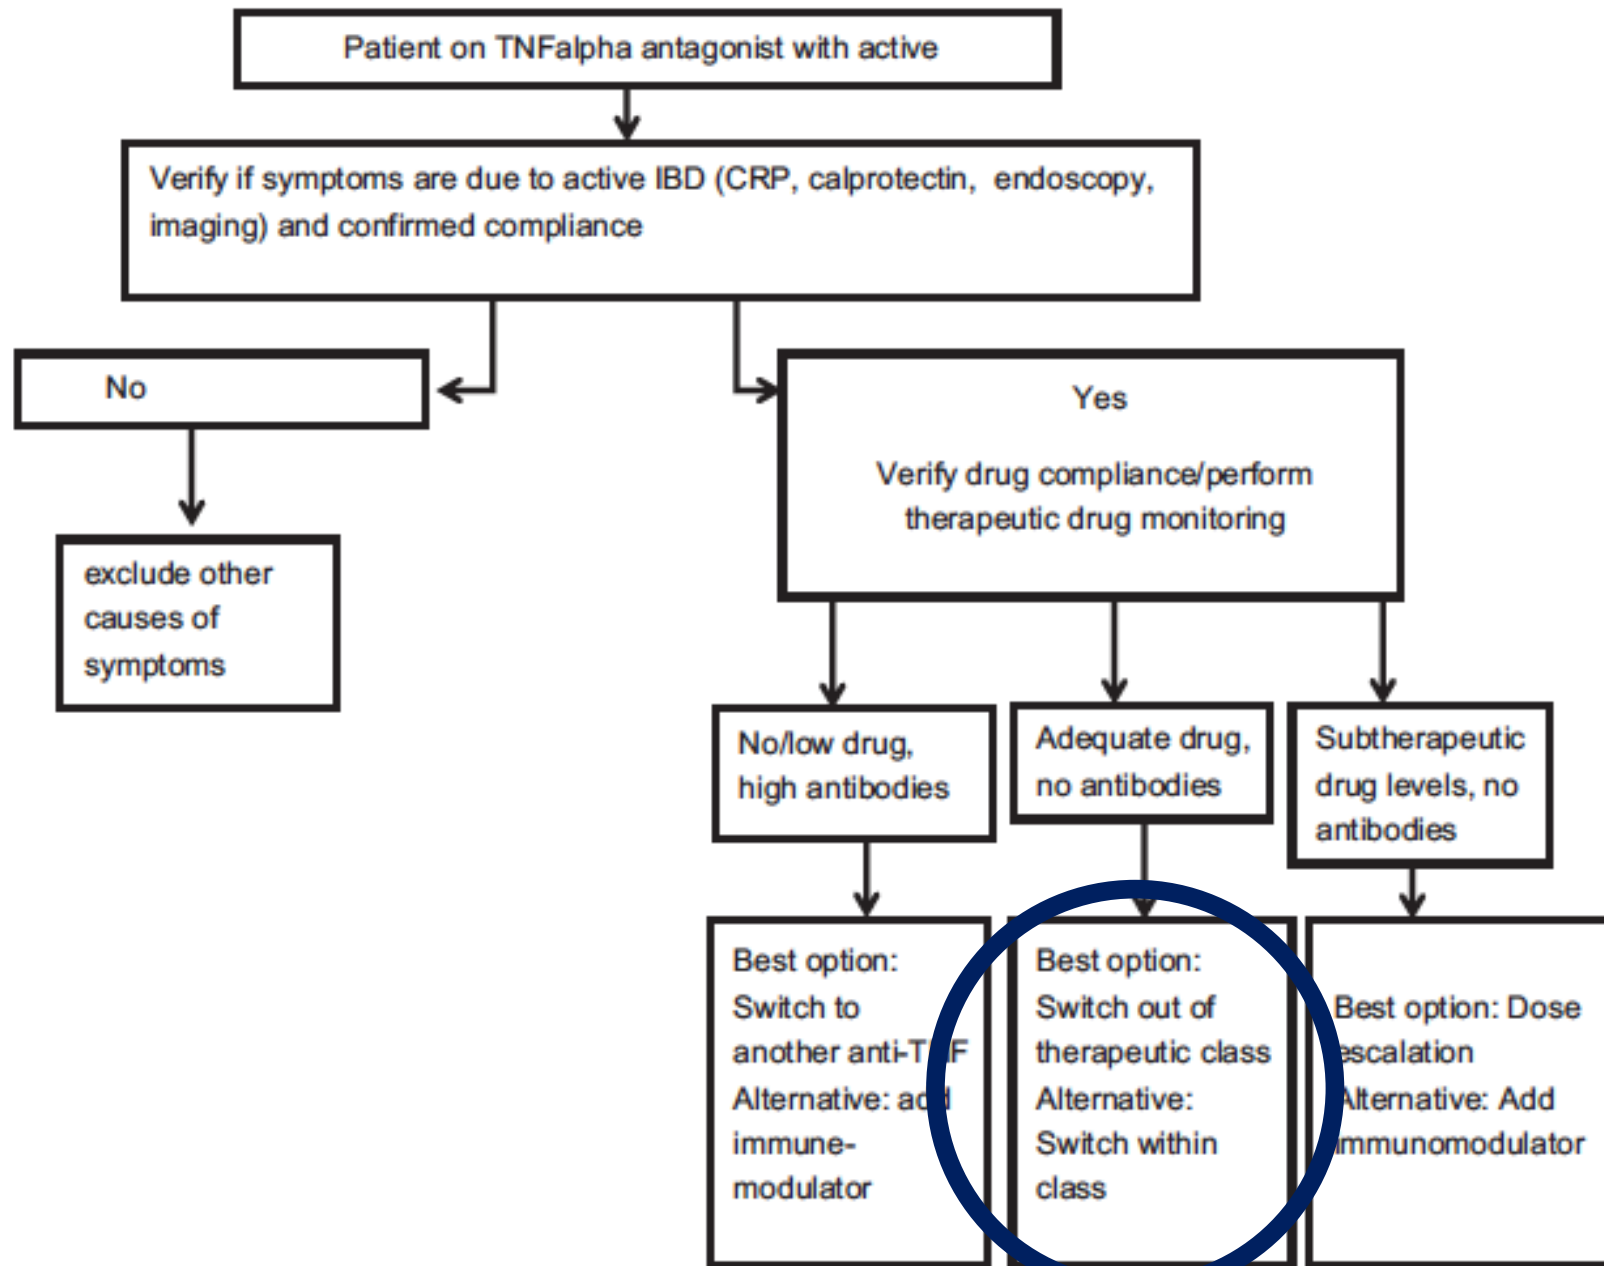 Patient on TNFalpha antagonist with active
Verify if symptoms are due to active IBD (CRP, calprotectin, endoscopy,
imaging) and confirmed compliance
No
Yes
Verify drug compliance/perform
therapeutic drug monitoring
exclude other
causes of
symptoms
No/low drug,
high antibodies
Adequate drug,
no antibodies
Subtherapeutic
drug levels, no
antibodies
Best option:
Switch to
another anti-TNF
Alternative: add
immune-
modulator
Best option:
Switch out of
therapeutic class
Alternative:
Switch within
class
Best option: Dose
escalation
Alternative: Add
immunomodulator